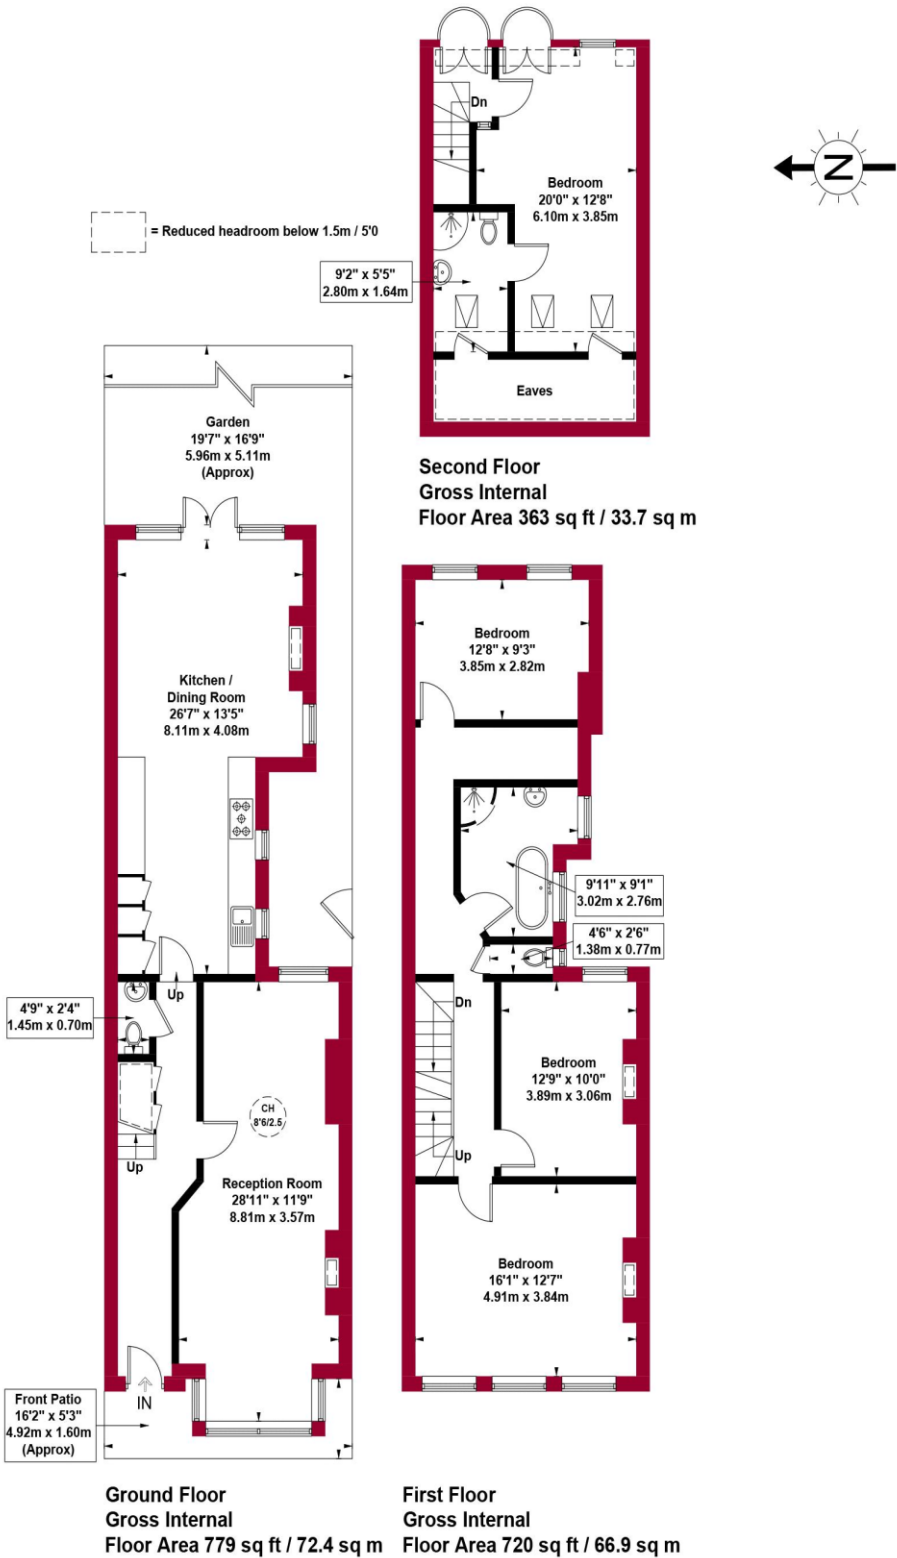 Dn
Bedroom
20'0" x 12'8"
6.10m x 3.85m
N
= Reduced headroom below 1.5m / 5'0
9'2" x 5'5"
2.80m x 1.64m
Eaves
Second Floor
Gross Internal
Floor Area 363 sq ft / 33.7 sq m
Garden
19'7" x 16'9"
5.96m x 5.11m
(Approx)
Kitchen /
Dining Room
26'7" x 13'5"
8.11m x 4.08m
Up
4'9" x 2'4"
1.45m x 0.70m
CH
8'6/2.5
Up
Reception Room
28'11" x 11'9"
8.81m x 3.57m
IN
Front Patio
16'2" x 5'3"
4.92m x 1.60m
(Approx)
Ground Floor
Gross Internal
Floor Area 779 sq ft / 72.4 sq m
Bedroom
12'8" x 9'3"
3.85m x 2.82m
9'11" x 9'1"
3.02m x 2.76m
4'6" x 2'6"
1.38m x 0.77m
Dn
Bedroom
12'9" x 10'0"
3.89m x 3.06m
Up
Bedroom
16'1" x 12'7"
4.91m x 3.84m
First Floor
Gross Internal
Floor Area 720 sq ft / 66.9 sq m